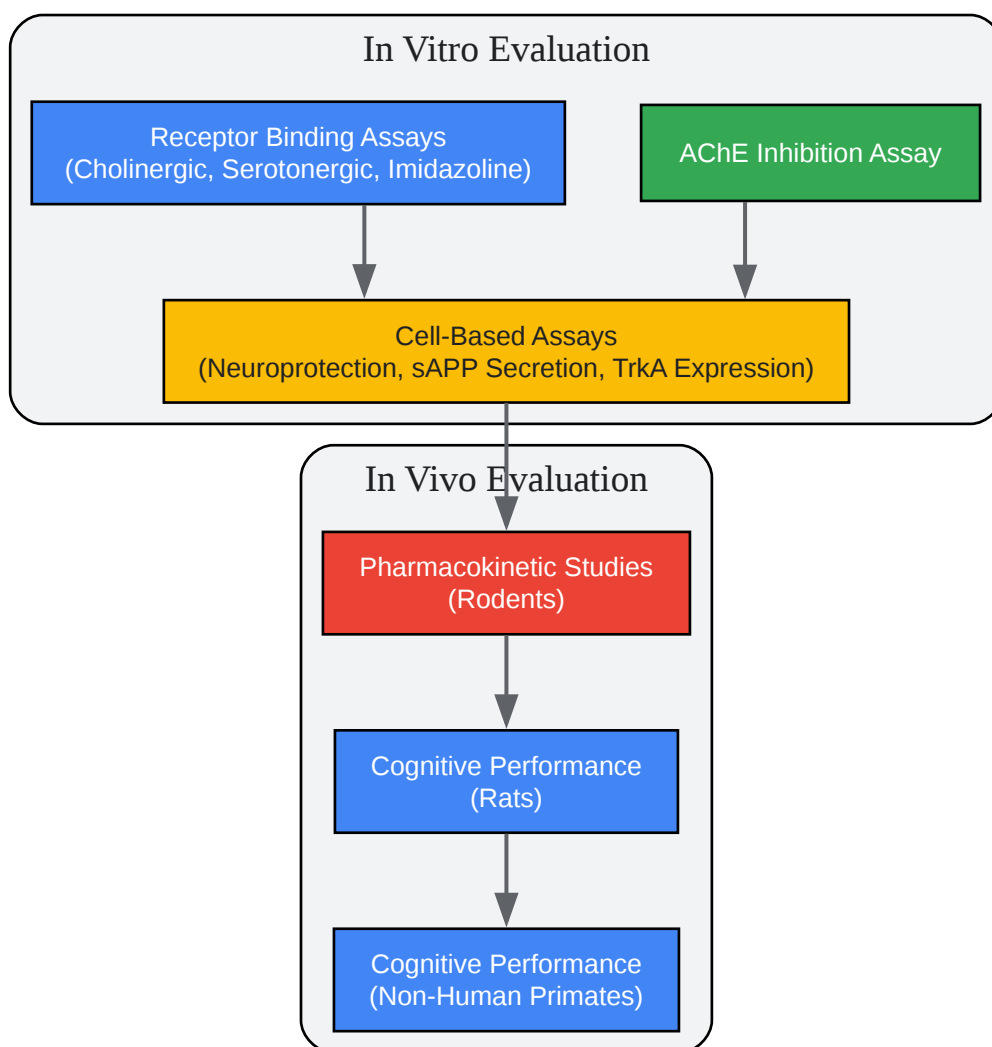 In Vitro Evaluation
Receptor Binding Assays
(Cholinergic, Serotonergic, Imidazoline)
AChE Inhibition Assay
Cell-Based Assays
(Neuroprotection, sAPP Secretion, TrkA Expression)
In Vivo Evaluation
Pharmacokinetic Studies
(Rodents)
Cognitive Performance
(Rats)
Cognitive Performance
(Non-Human Primates)